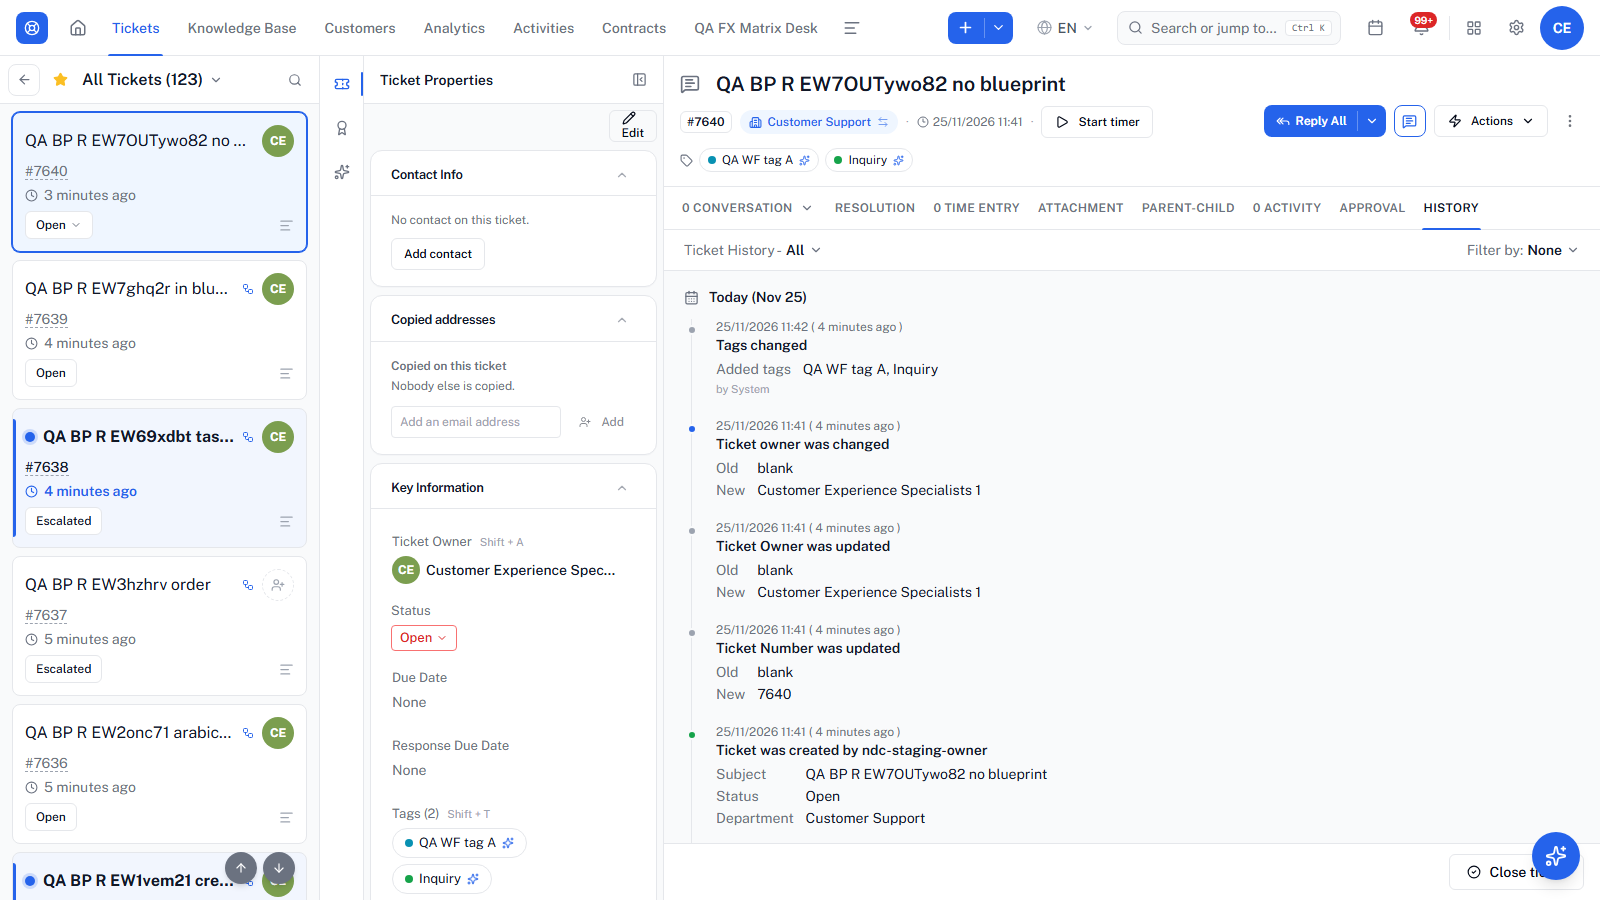 Tickets
Knowledge Base
Customers
Analytics
Activities
Contracts
QA FX Matrix Desk
EN
Search or jump to...
Ctrl K
99+
CE
All Tickets (123)
QA BP R EW7OUTywo82 no ...
CE
#7640
3 minutes ago
Open
QA BP R EW7ghq2r in blu...
CE
#7639
4 minutes ago
Open
QA BP R EW69xdbt tas...
CE
#7638
4 minutes ago
Escalated
QA BP R EW3hzhrv order
#7637
5 minutes ago
Escalated
QA BP R EW2onc71 arabic...
CE
#7636
5 minutes ago
Open
QA BP R EW1vem21 cre...
Ticket Properties
Edit
Contact Info
No contact on this ticket.
Add contact
Copied addresses
Copied on this ticket
Nobody else is copied.
Add an email address
Add
Key Information
Ticket Owner Shift + A
CE Customer Experience Spec...
Status
Open
Due Date
None
Response Due Date
None
Tags (2) Shift + T
QA WF tag A
Inquiry
QA BP R EW7OUTywo82 no blueprint
#7640
Customer Support
· 25/11/2026 11:41 ·
Start timer
Reply All
Actions
QA WF tag A
Inquiry
0 CONVERSATION
RESOLUTION
0 TIME ENTRY
ATTACHMENT
PARENT-CHILD
0 ACTIVITY
APPROVAL
HISTORY
Ticket History - All
Filter by: None
Today (Nov 25)
25/11/2026 11:42 ( 4 minutes ago )
Tags changed
Added tags QA WF tag A, Inquiry
by System
25/11/2026 11:41 ( 4 minutes ago )
Ticket owner was changed
Old blank
New Customer Experience Specialists 1
25/11/2026 11:41 ( 4 minutes ago )
Ticket Owner was updated
Old blank
New Customer Experience Specialists 1
25/11/2026 11:41 ( 4 minutes ago )
Ticket Number was updated
Old blank
New 7640
25/11/2026 11:41 ( 4 minutes ago )
Ticket was created by ndc-staging-owner
Subject QA BP R EW7OUTywo82 no blueprint
Status Open
Department Customer Support
Close